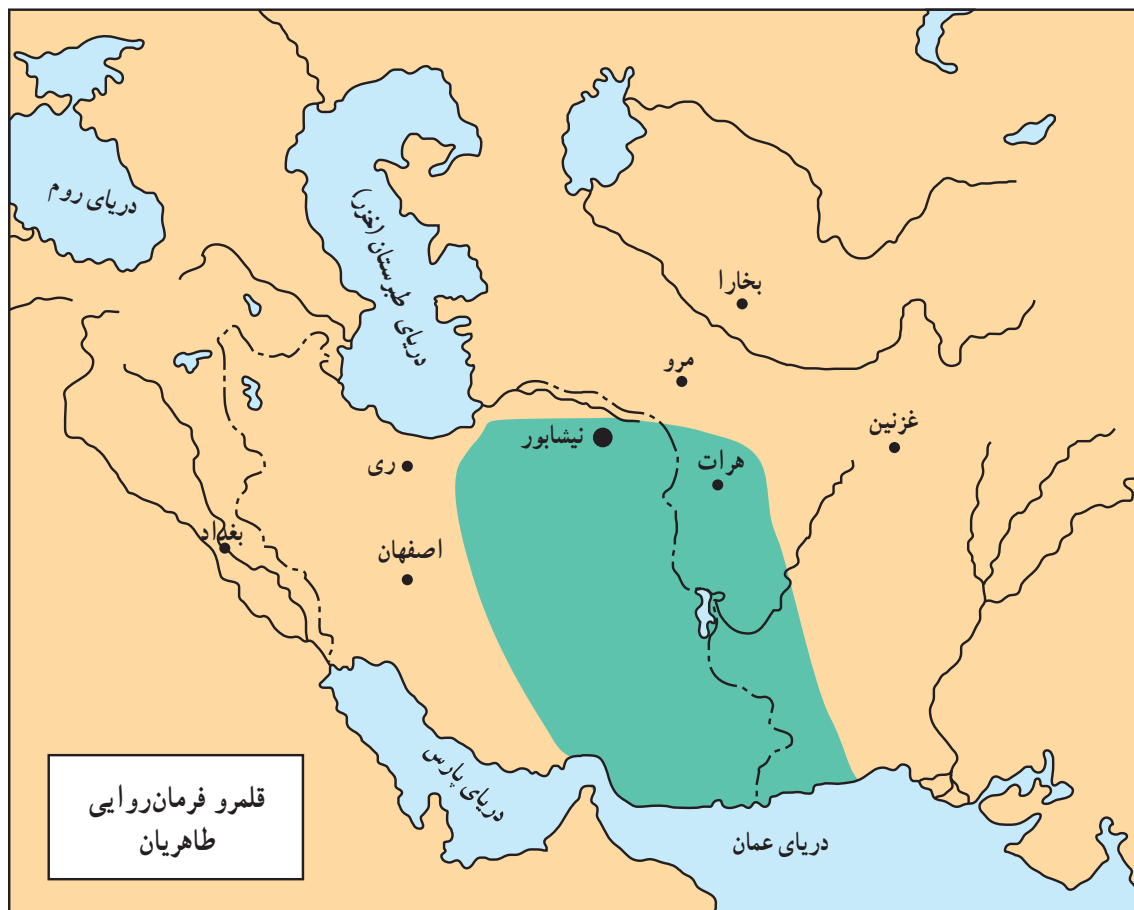 دریای روم
دریای طبرستان (خزر)
بخارا
مرو
غزنین
نیشابور
هرات
ری
بغداد
اصفهان
دریای پارس
دریای عمان
قلمرو فرمان‌روایی
طاهریان